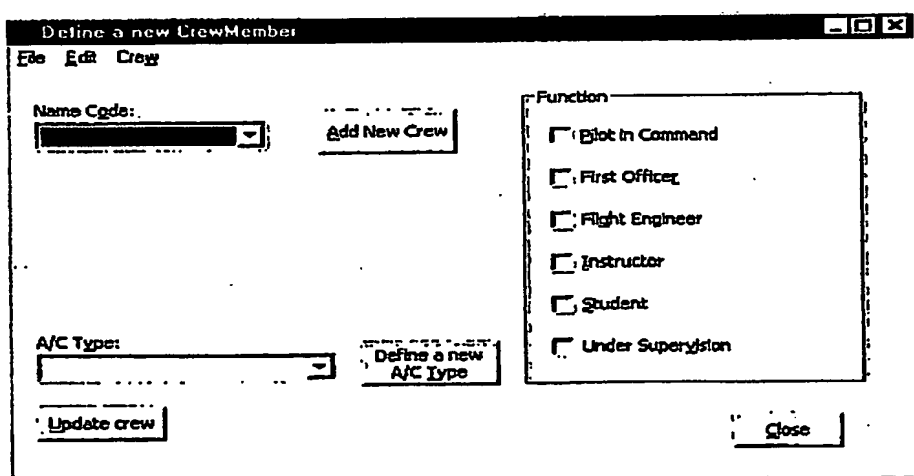 Define a new CrewMember
File Edit Crew
Name Code:
Add New Crew
Function
Pilot in Command
First Officer
Flight Engineer
Instructor
Student
Under Supervision
A/C Type:
Define a new
A/C Type
Update crew
Close